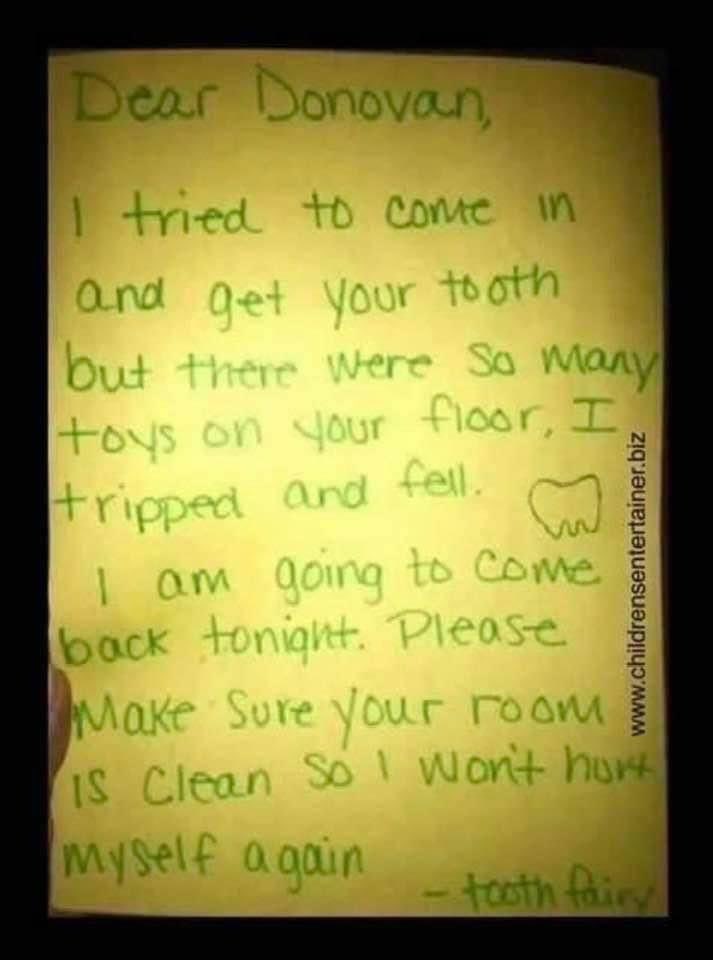 Dear Donovan,
I tried to come in
and get your tooth
but there were so many
toys on your floor, I
tripped and fell.
I am going to come
back tonight. Please
make sure your room
is clean so I won't hurt
myself again
- tooth fairy
www.childrensentertainer.biz